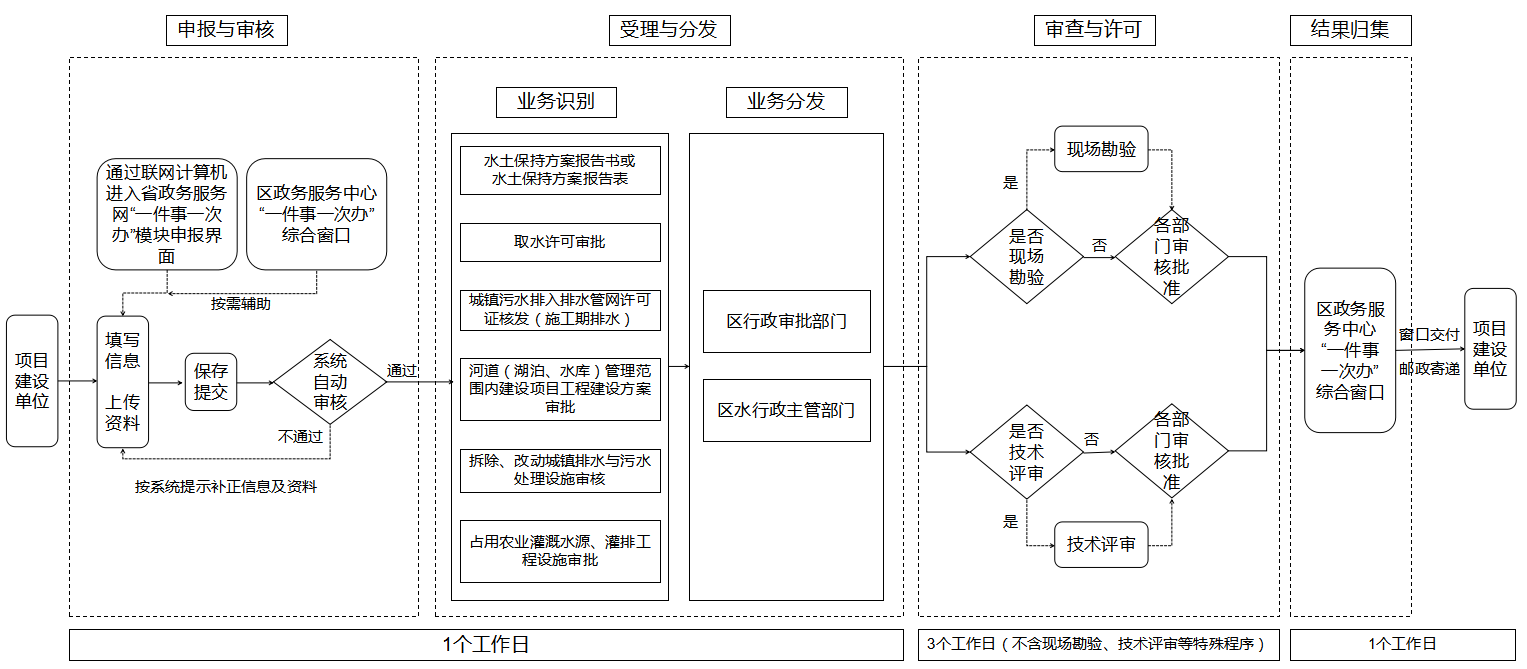 申报与审核
受理与分发
审查与许可
结果归集
业务识别
业务分发
项目
建设
单位
通过联网计算机
进入省政务服务
网“一件事一次
办”模块申报界
面
区政务服务中心
“一件事一次办”
综合窗口
按需辅助
填写
信息
上传
资料
保存
提交
系统
自动
审核
通过
不通过
按系统提示补正信息及资料
水土保持方案报告书或
水土保持方案报告表
取水许可审批
城镇污水排入排水管网许可
证核发（施工期排水）
河道（湖泊、水库）管理范
围内建设项目工程建设方案
审批
拆除、改动城镇排水与污水
处理设施审核
占用农业灌溉水源、灌排工
程设施审批
区行政审批部门
区水行政主管部门
现场勘验
是
是否
现场
勘验
否
各部
门审
核批
准
是否
技术
评审
否
各部
门审
核批
准
是
技术评审
区政务服
务中心
“一件事
一次办”
综合窗口
窗口交付
邮政寄递
项目
建设
单位
1个工作日
3个工作日（不含现场勘验、技术评审等特殊程序）
1个工作日